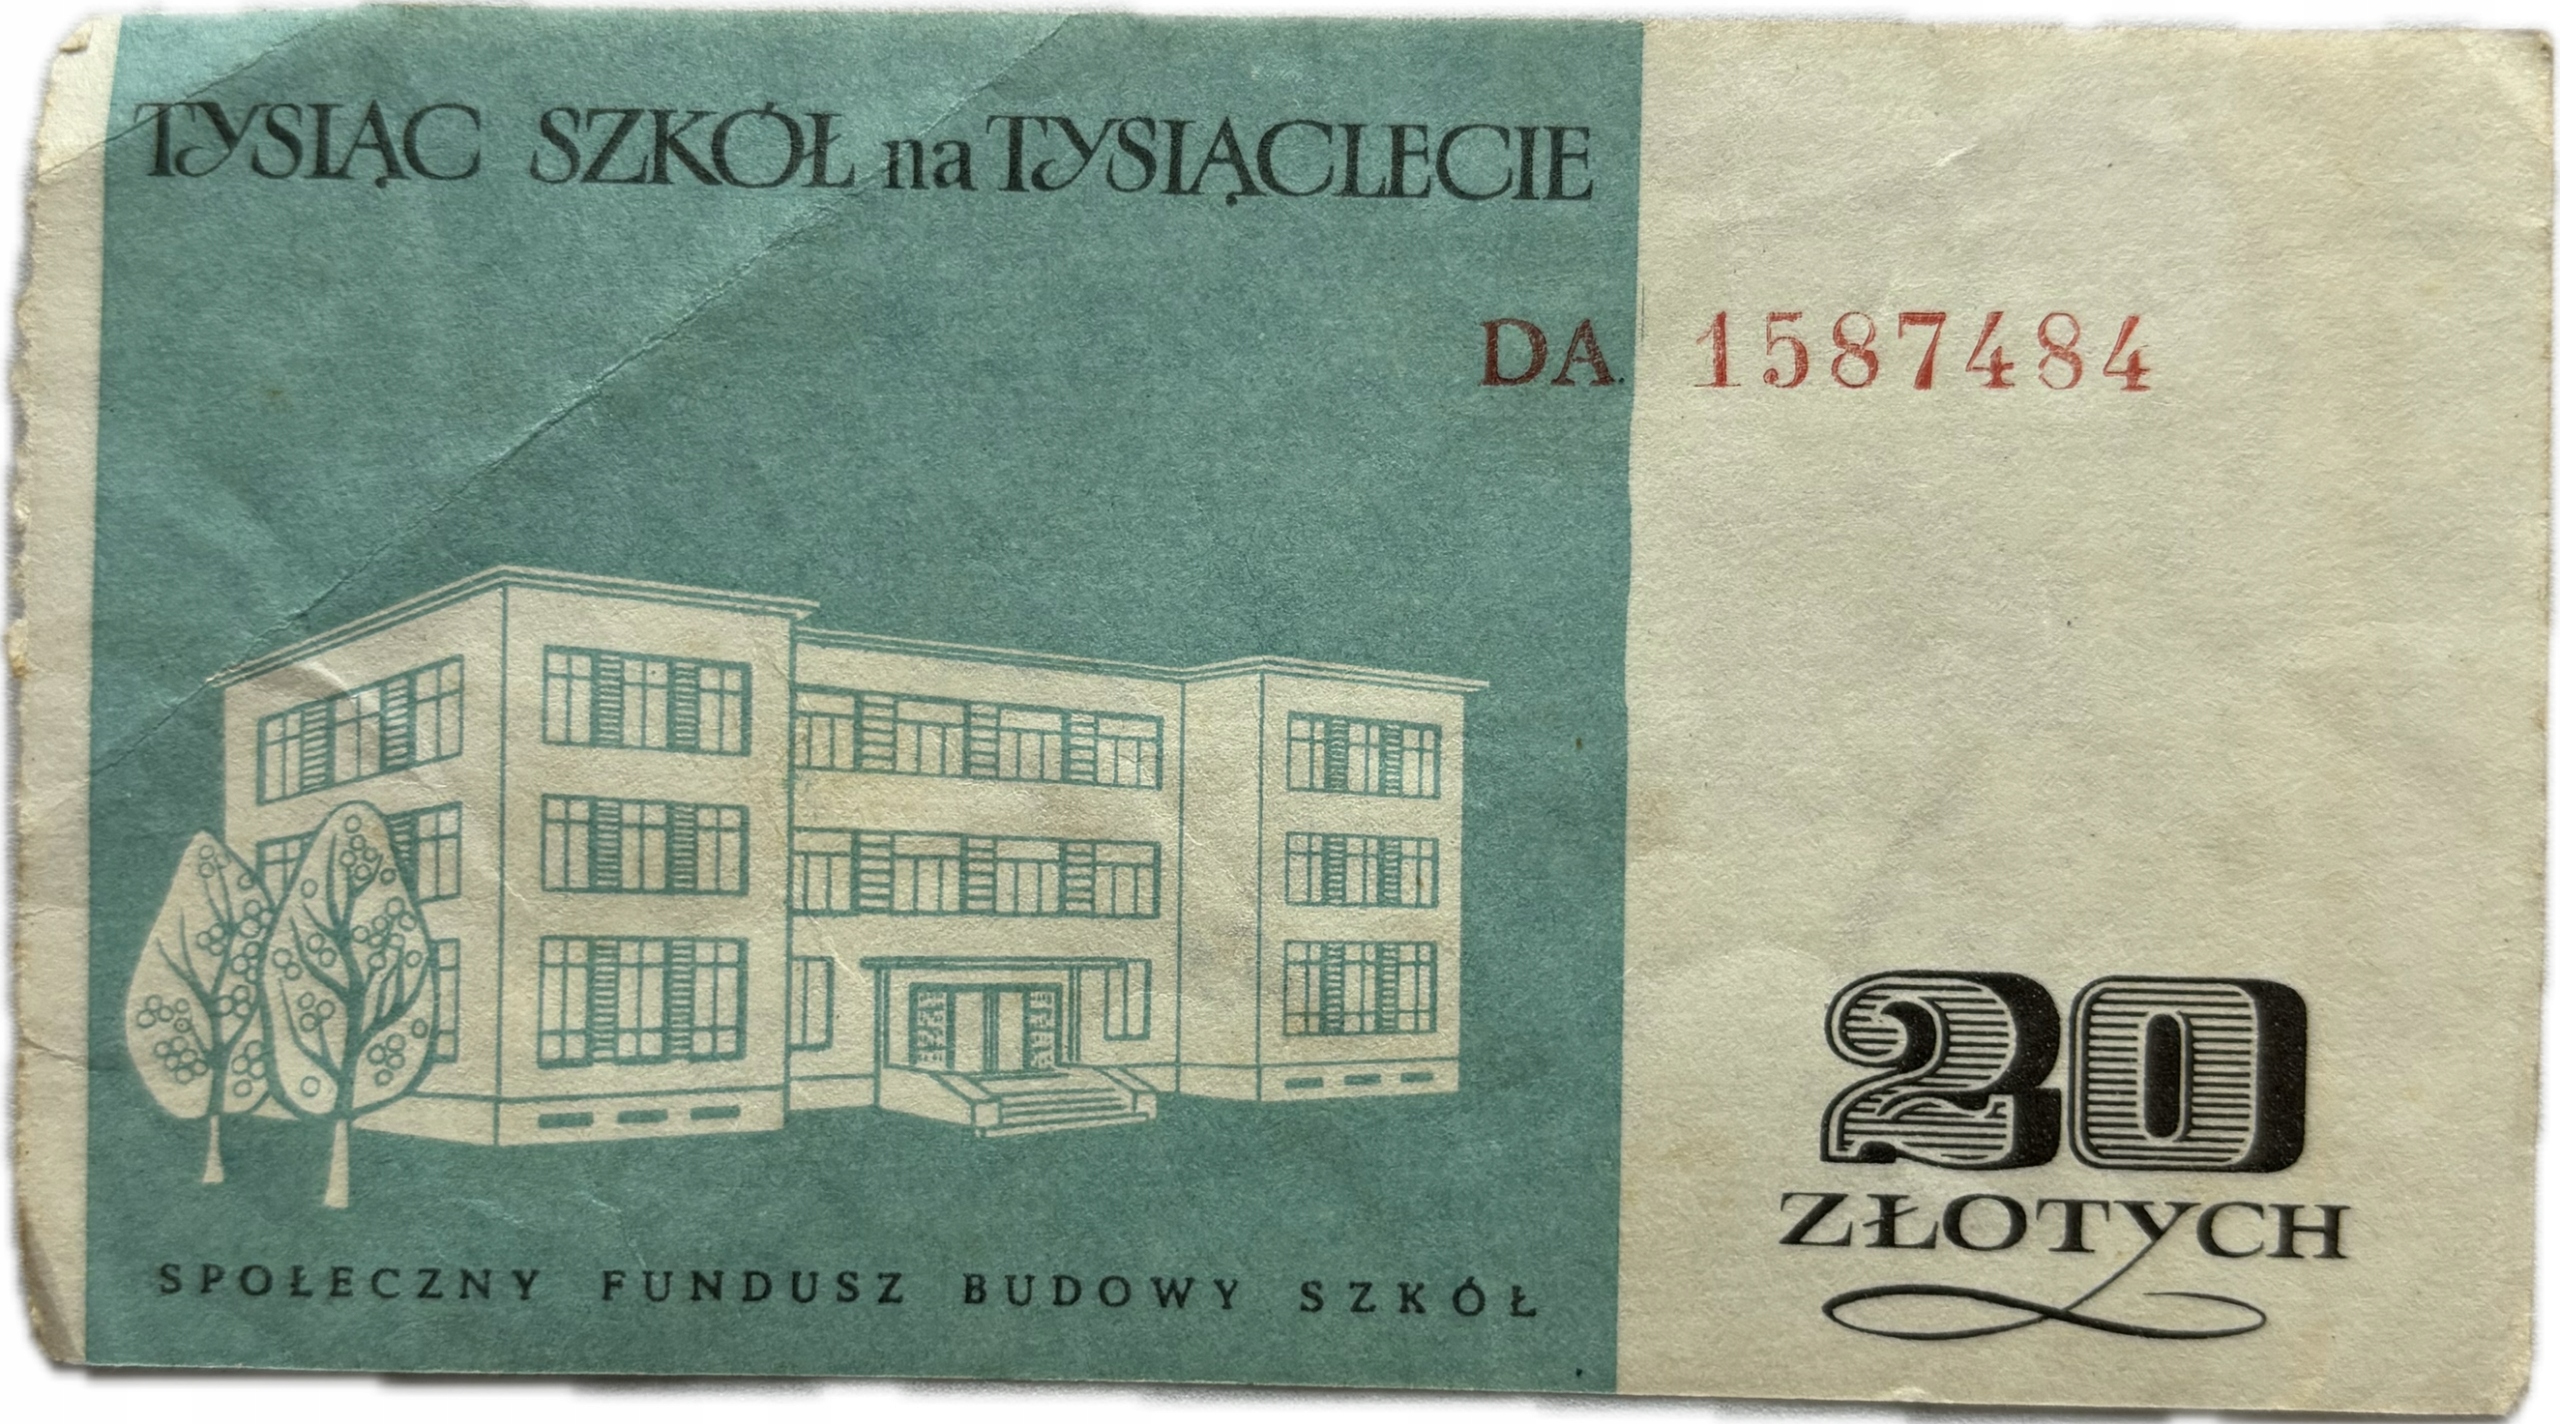 TYSIĄC SZKÓŁ na TYSIĄCLECIE
DA 1587484
20
ZŁOTYCH
SPOŁECZNY FUNDUSZ BUDOWY SZKÓŁ